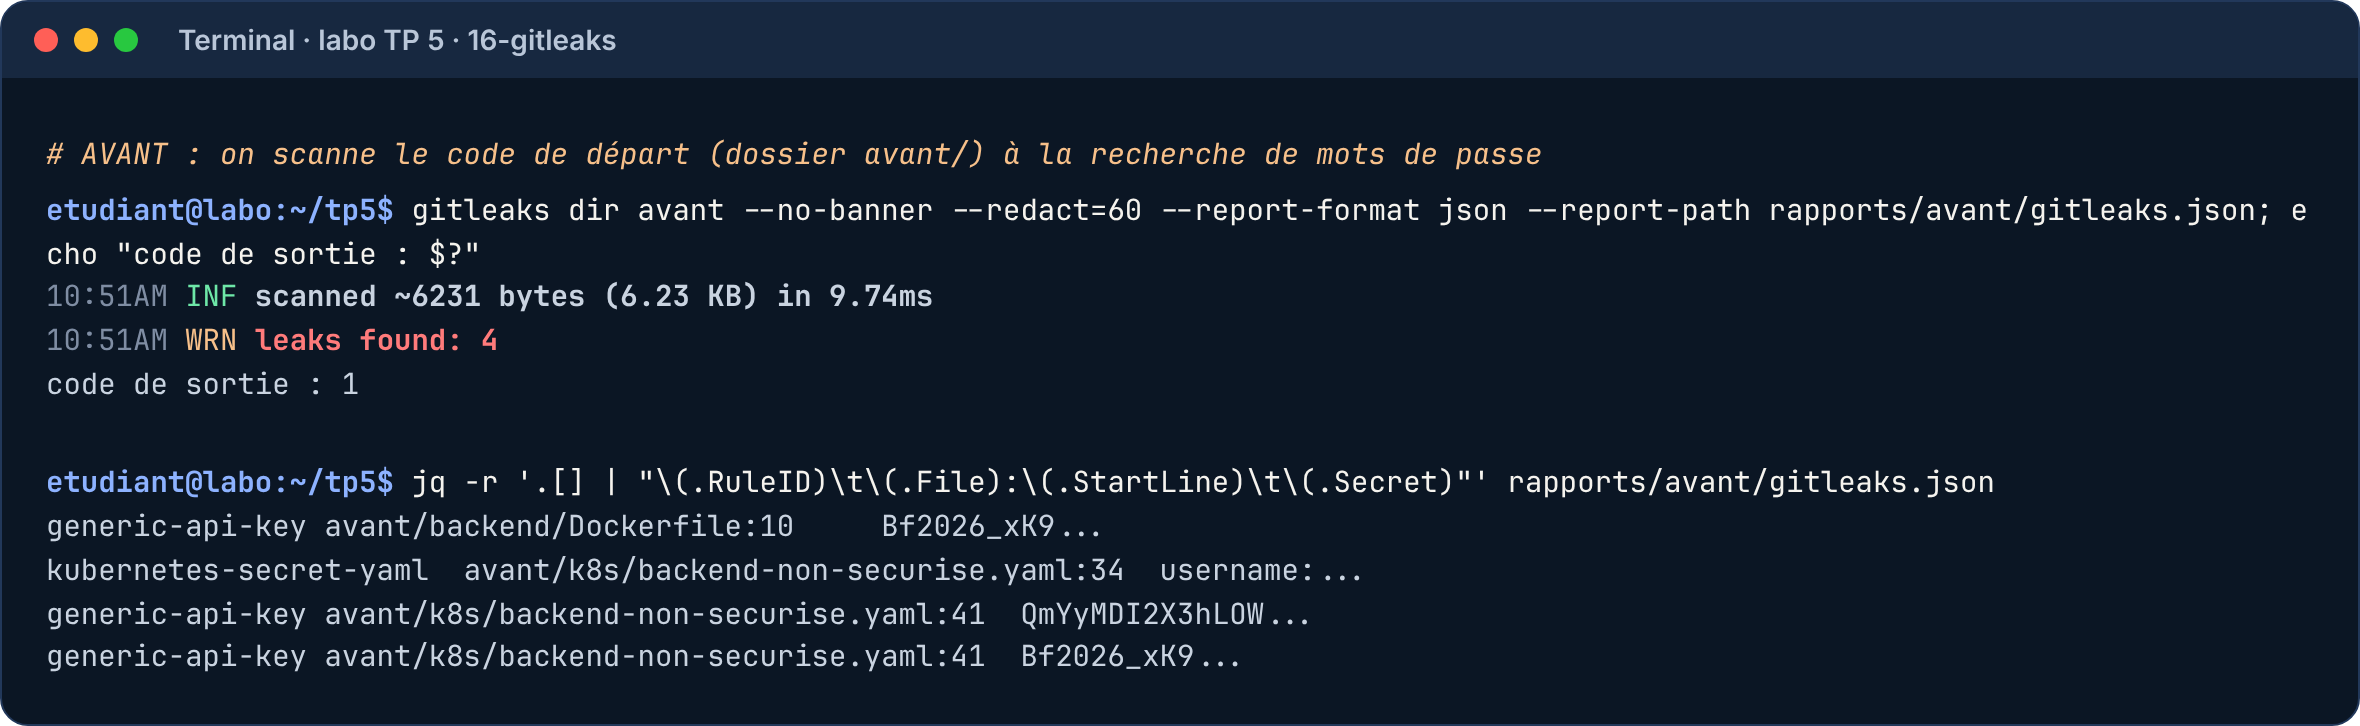 Terminal · labo TP 5 · 16-gitleaks
# AVANT : on scanne le code de départ (dossier avant/) à la recherche de mots de passe
etudiant@labo:~/tp5$ gitleaks dir avant --no-banner --redact=60 --report-format json --report-path rapports/avant/gitleaks.json; e
cho "code de sortie : $?"
10:51AM INF scanned ~6231 bytes (6.23 KB) in 9.74ms
10:51AM WRN leaks found: 4
code de sortie : 1
etudiant@labo:~/tp5$ jq -r '.[] | "\(.RuleID)\t\(.File):\(.StartLine)\t\(.Secret)"' rapports/avant/gitleaks.json
generic-api-key avant/backend/Dockerfile:10     Bf2026_xK9...
kubernetes-secret-yaml  avant/k8s/backend-non-securise.yaml:34  username:...
generic-api-key avant/k8s/backend-non-securise.yaml:41  QmYyMDI2X3hLOW...
generic-api-key avant/k8s/backend-non-securise.yaml:41  Bf2026_xK9...